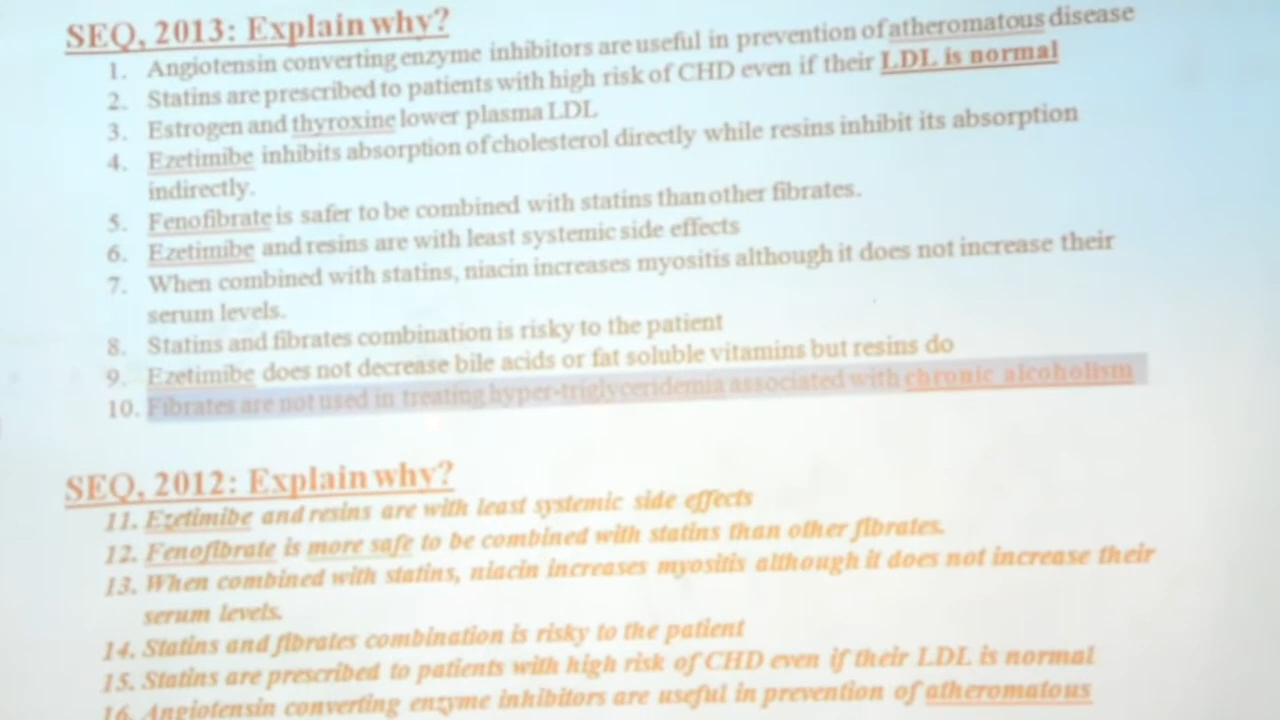 SEQ, 2013: Explain why?
1. Angiotensin converting enzyme inhibitors are useful in prevention of atheromatous disease
2. Statins are prescribed to patients with high risk of CHD even if their LDL is normal
3. Estrogen and thyroxine lower plasma LDL
4. Ezetimibe inhibits absorption of cholesterol directly while resins inhibit its absorption
indirectly.
5. Fenofibrate is safer to be combined with statins than other fibrates.
6. Ezetimibe and resins are with least systemic side effects
7. When combined with statins, niacin increases myositis although it does not increase their
serum levels.
8. Statins and fibrates combination is risky to the patient
9. Ezetimibe does not decrease bile acids or fat soluble vitamins but resins do
10. Fibrates are not used in treating hyper-triglyceridemia associated with chronic alcoholism
SEQ, 2012: Explain why?
11. Ezetimibe and resins are with least systemic side effects
12. Fenofibrate is more safe to be combined with statins than other fibrates.
13. When combined with statins, niacin increases myositis although it does not increase their
serum levels.
14. Statins and fibrates combination is risky to the patient
15. Statins are prescribed to patients with high risk of CHD even if their LDL is normal
16. Angiotensin converting enzyme inhibitors are useful in prevention of atheromatous